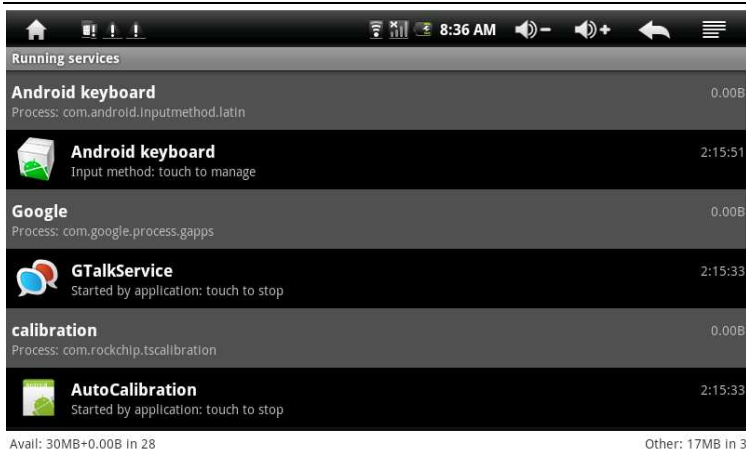 8:36 AM
Running services
Android keyboard 0.00B
Process: com.android.inputmethod.latin
Android keyboard 2:15:51
Input method: touch to manage
Google 0.00B
Process: com.google.process.gapps
GTalkService 2:15:33
Started by application: touch to stop
calibration 0.00B
Process: com.rockchip.tscalibration
AutoCalibration 2:15:33
Started by application: touch to stop
Avail: 30MB+0.00B in 28 Other: 17MB in 3